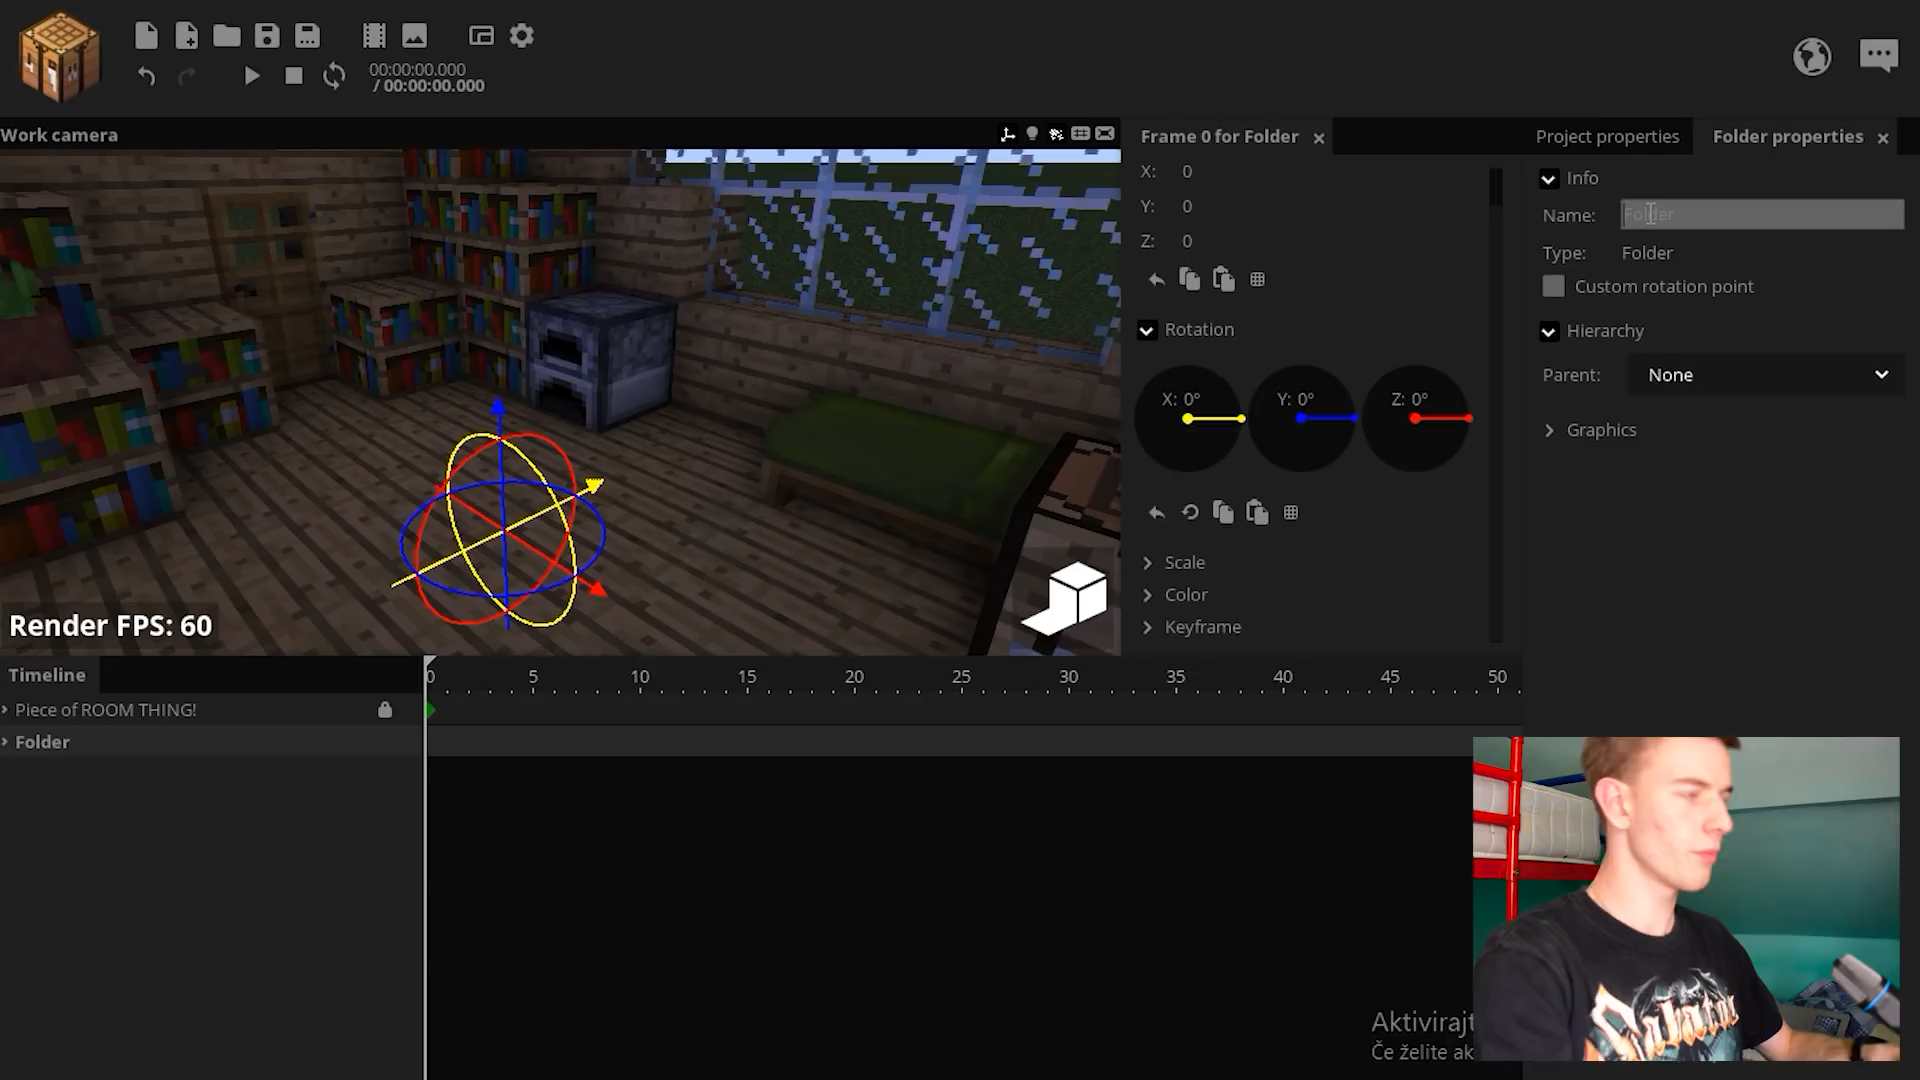 00:00:00.000
/ 00:00:00.000
Work camera
Frame 0 for Folder
Project properties
Folder properties
X: 0
Y: 0
Z: 0
Rotation
X: 0°
Y: 0°
Z: 0°
Scale
Color
Keyframe
Info
Name: Folder
Type: Folder
Custom rotation point
Hierarchy
Parent: None
Graphics
Render FPS: 60
Timeline
0 5 10 15 20 25 30 35 40 45 50
Piece of ROOM THING!
Folder
Aktiviraj
Če želite ak
Sabaton